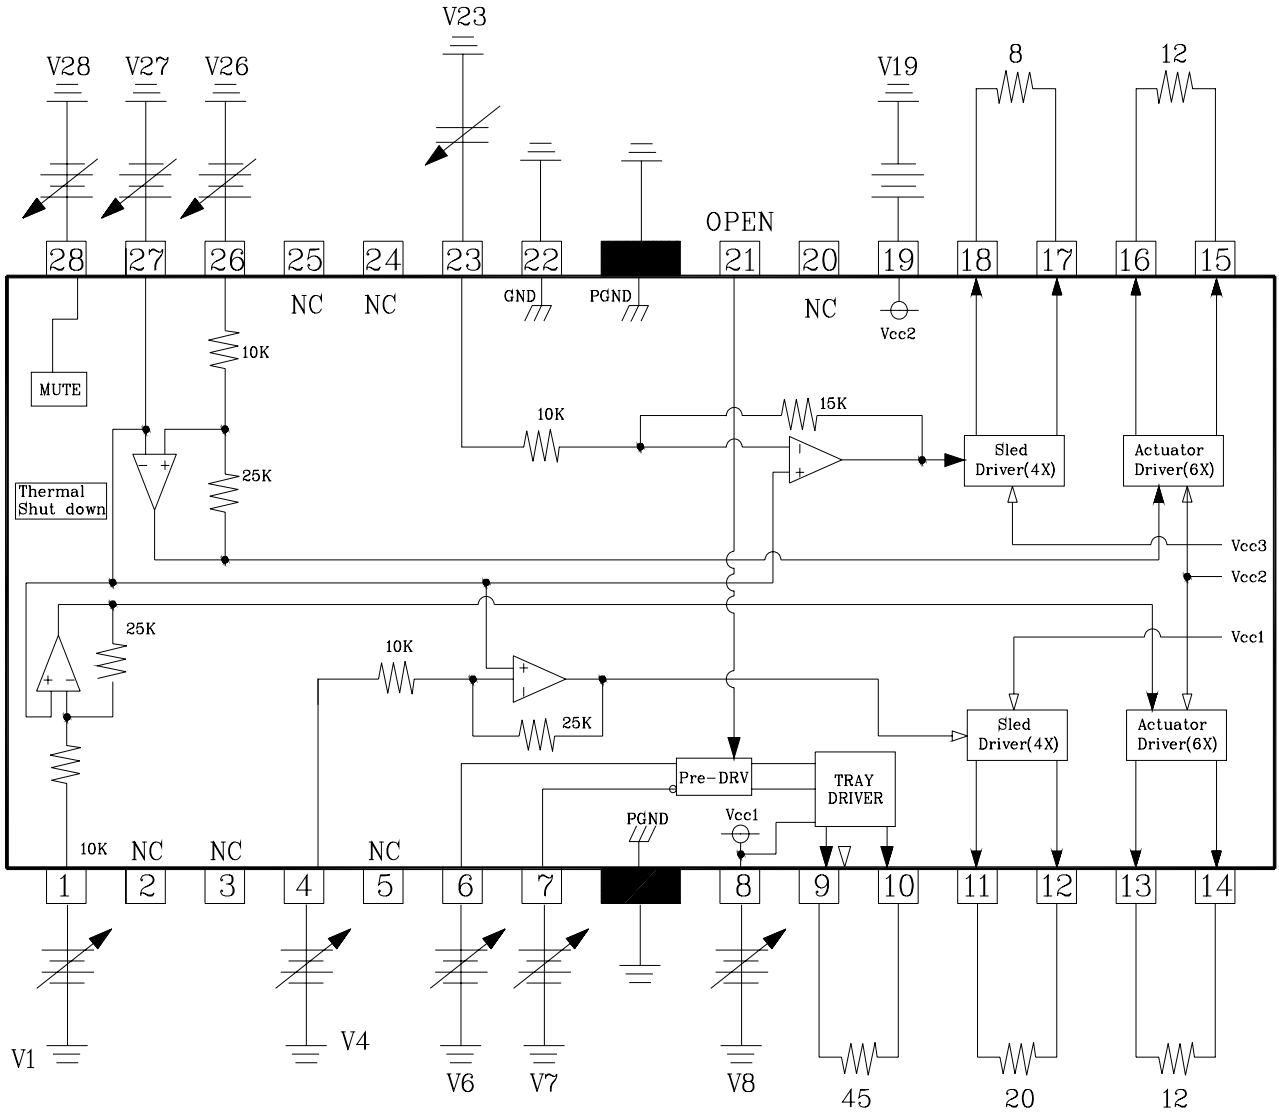 V23
V28 V27 V26 V19 8 12
OPEN
28 27 26 25 24 23 22 21 20 19 18 17 16 15
NC NC GND PGND NC
Vcc2
10K
MUTE
10K 15K
- + 25K
-
+
Sled
Driver(4X)
Actuator
Driver(6X)
Thermal
Shut down
Vcc3
Vcc2
25K
Vcc1
10K
+ -
+
-
25K
Sled
Driver(4X)
Actuator
Driver(6X)
Pre-DRV
TRAY
DRIVER
PGND Vcc1
10K NC NC NC
1 2 3 4 5 6 7 8 9 10 11 12 13 14
V1 V4
V6 V7 V8 45 20 12